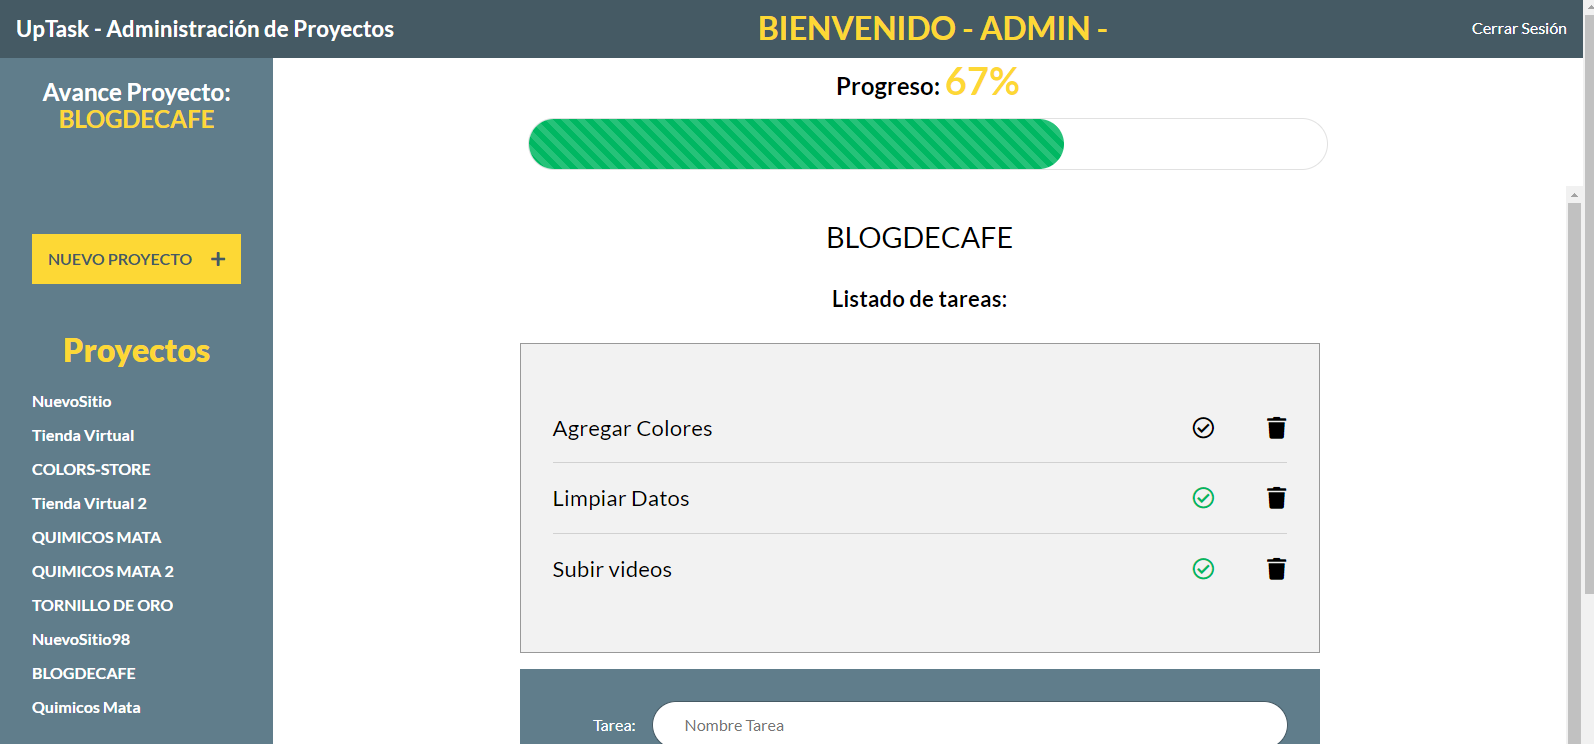 UpTask - Administración de Proyectos
BIENVENIDO - ADMIN -
Cerrar Sesión
Avance Proyecto:
BLOGDECAFE
NUEVO PROYECTO +
Proyectos
NuevoSitio
Tienda Virtual
COLORS-STORE
Tienda Virtual 2
QUIMICOS MATA
QUIMICOS MATA 2
TORNILLO DE ORO
NuevoSitio98
BLOGDECAFE
Quimicos Mata
Progreso: 67%
BLOGDECAFE
Listado de tareas:
Agregar Colores
Limpiar Datos
Subir videos
Tarea: Nombre Tarea